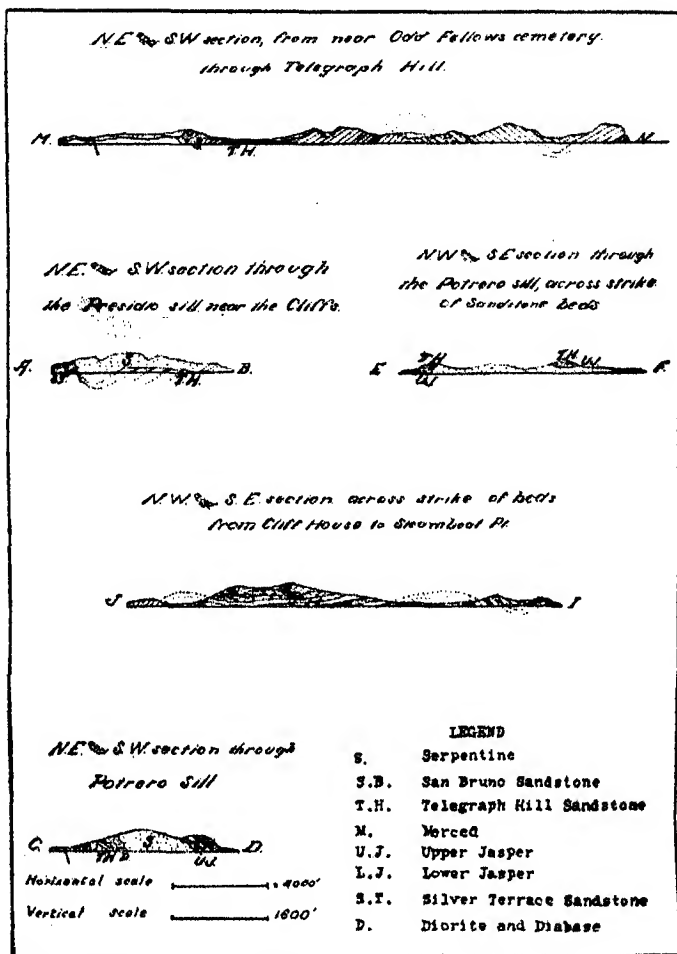 N.E. S.W section, from near Odd Fellows cemetery.
through Telegraph Hill.
M. N.
T.H.
N.E. S.W. section through
the Presidio sill near the Cliffs.
N.W. S.E section through
the Potrero sill, across strike
of Sandstone beds
A. S B.
T.H.
E T.H. T.H. U.J. F.
U.J.
N.W. S.E. section across strike of beds
from Cliff House to Steamboat Pt.
J I
N.E. S.W. section through
Potrero Sill
C. S D.
T.H D U.J.
Horizontal scale 4000'
Vertical scale 1600'
LEGEND
S. Serpentine
S.B. San Bruno Sandstone
T.H. Telegraph Hill Sandstone
M. Merced
U.J. Upper Jasper
L.J. Lower Jasper
S.T. Silver Terrace Sandstone
D. Diorite and Diabase